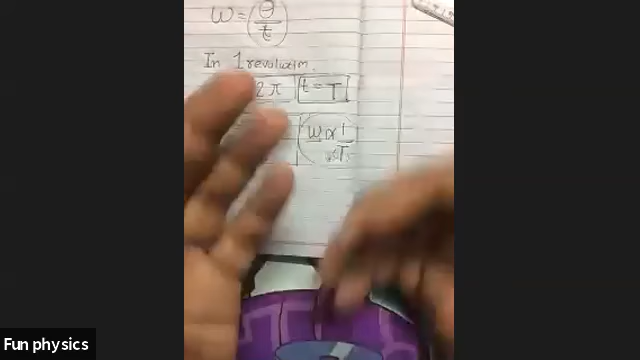 ω = θ/t
In 1 revolution.
2π t = T
ω ∝ 1/T
Fun physics